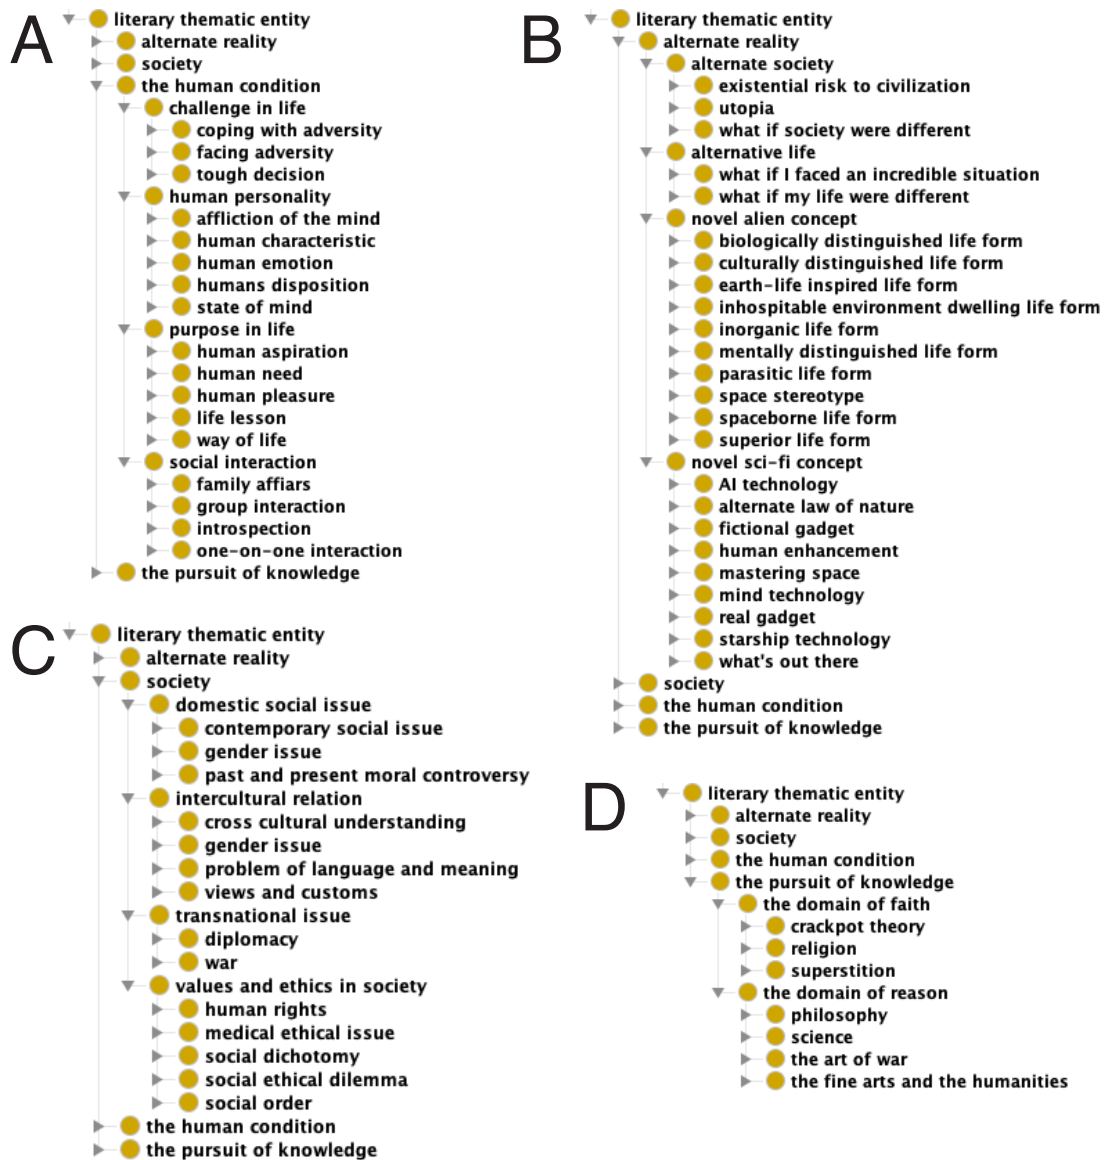 A
literary thematic entity
alternate reality
society
the human condition
challenge in life
coping with adversity
facing adversity
tough decision
human personality
affliction of the mind
human characteristic
human emotion
humans disposition
state of mind
purpose in life
human aspiration
human need
human pleasure
life lesson
way of life
social interaction
family affiars
group interaction
introspection
one-on-one interaction
the pursuit of knowledge
B
literary thematic entity
alternate reality
alternate society
existential risk to civilization
utopia
what if society were different
alternative life
what if I faced an incredible situation
what if my life were different
novel alien concept
biologically distinguished life form
culturally distinguished life form
earth-life inspired life form
inhospitable environment dwelling life form
inorganic life form
mentally distinguished life form
parasitic life form
space stereotype
spaceborne life form
superior life form
novel sci-fi concept
AI technology
alternate law of nature
fictional gadget
human enhancement
mastering space
mind technology
real gadget
starship technology
what's out there
society
the human condition
the pursuit of knowledge
C
literary thematic entity
alternate reality
society
domestic social issue
contemporary social issue
gender issue
past and present moral controversy
intercultural relation
cross cultural understanding
gender issue
problem of language and meaning
views and customs
transnational issue
diplomacy
war
values and ethics in society
human rights
medical ethical issue
social dichotomy
social ethical dilemma
social order
the human condition
the pursuit of knowledge
D
literary thematic entity
alternate reality
society
the human condition
the pursuit of knowledge
the domain of faith
crackpot theory
religion
superstition
the domain of reason
philosophy
science
the art of war
the fine arts and the humanities